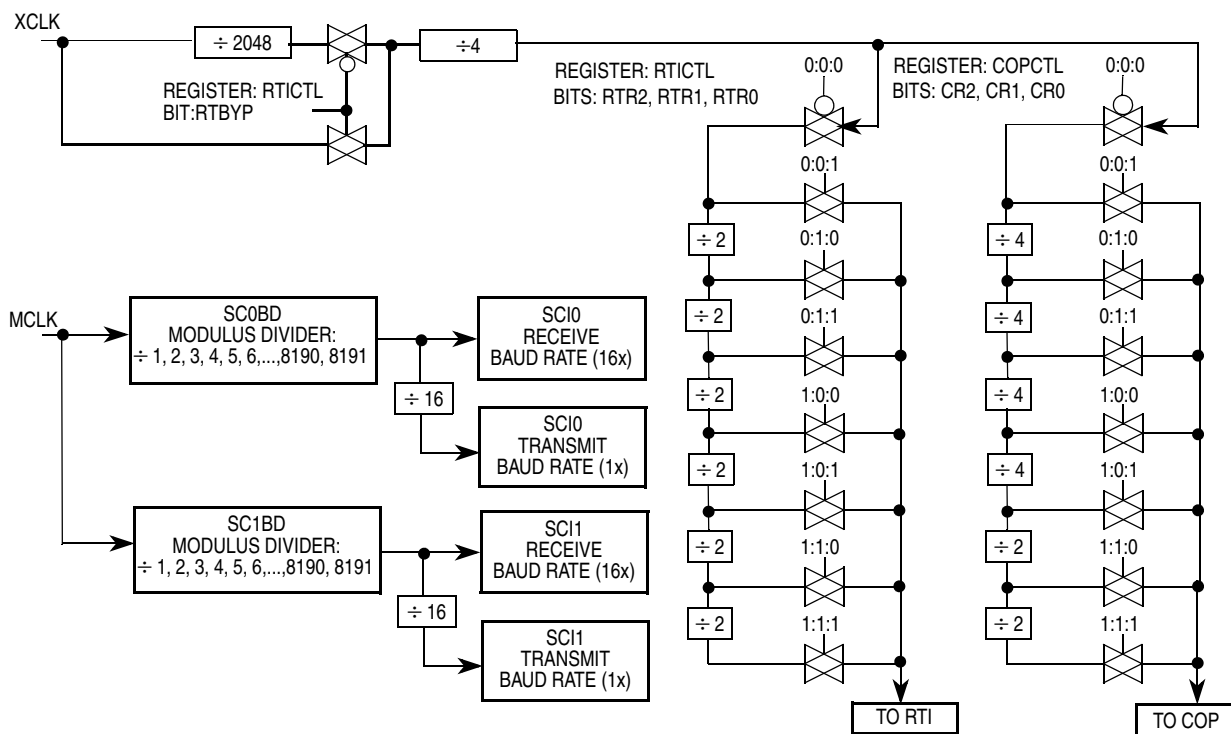 XCLK
÷ 2048
÷4
REGISTER: RTICTL
BIT:RTBYP
REGISTER: RTICTL
BITS: RTR2, RTR1, RTR0
0:0:0
REGISTER: COPCTL
BITS: CR2, CR1, CR0
0:0:0
0:0:1
÷ 2
0:1:0
÷ 2
0:1:1
÷ 2
1:0:0
÷ 2
1:0:1
÷ 2
1:1:0
÷ 2
1:1:1
TO RTI
0:0:1
÷ 4
0:1:0
÷ 4
0:1:1
÷ 4
1:0:0
÷ 4
1:0:1
÷ 2
1:1:0
÷ 2
1:1:1
TO COP
MCLK
SC0BD
MODULUS DIVIDER:
÷ 1, 2, 3, 4, 5, 6,...,8190, 8191
SCI0
RECEIVE
BAUD RATE (16x)
÷ 16
SCI0
TRANSMIT
BAUD RATE (1x)
SC1BD
MODULUS DIVIDER:
÷ 1, 2, 3, 4, 5, 6,...,8190, 8191
SCI1
RECEIVE
BAUD RATE (16x)
÷ 16
SCI1
TRANSMIT
BAUD RATE (1x)